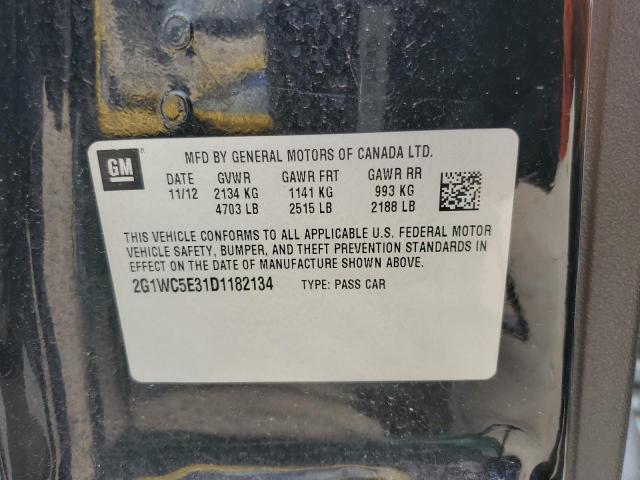 GM
MFD BY GENERAL MOTORS OF CANADA LTD.
DATE GVWR GAWR FRT GAWR RR
11/12 2134 KG 1141 KG 993 KG
4703 LB 2515 LB 2188 LB
THIS VEHICLE CONFORMS TO ALL APPLICABLE U.S. FEDERAL MOTOR
VEHICLE SAFETY, BUMPER, AND THEFT PREVENTION STANDARDS IN
EFFECT ON THE DATE OF MANUFACTURE SHOWN ABOVE.
2G1WC5E31D1182134 TYPE: PASS CAR